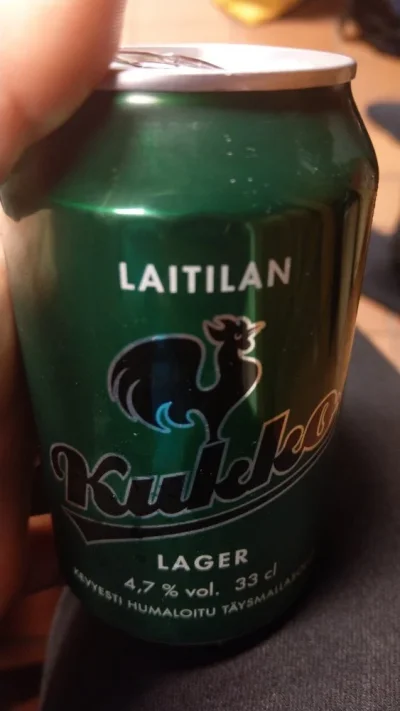 LAITILAN
Kukko
LAGER
4,7 % vol. 33 cl
KEVYESTI HUMALOITU